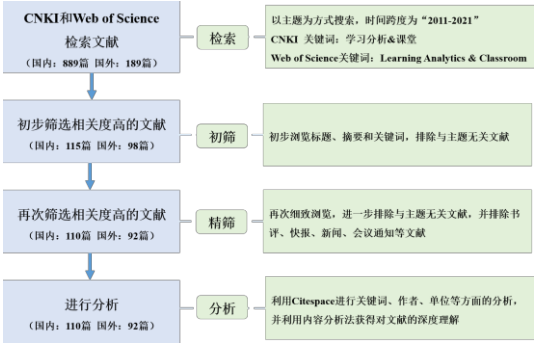 CNKI和Web of Science
检索文献
（国内：889篇 国外：189篇）
检索
以主题为方式搜索，时间跨度为“2011-2021”
CNKI 关键词：学习分析&课堂
Web of Science关键词：Learning Analytics & Classroom
初步筛选相关度高的文献
（国内：115篇 国外：98篇）
初筛
初步浏览标题、摘要和关键词，排除与主题无关文献
再次筛选相关度高的文献
（国内：110篇 国外：92篇）
精筛
再次细致浏览，进一步排除与主题无关文献，并排除书
评、快报、新闻、会议通知等文献
进行分析
（国内：110篇 国外：92篇）
分析
利用Citespace进行关键词、作者、单位等方面的分析，
并利用内容分析法获得对文献的深度理解